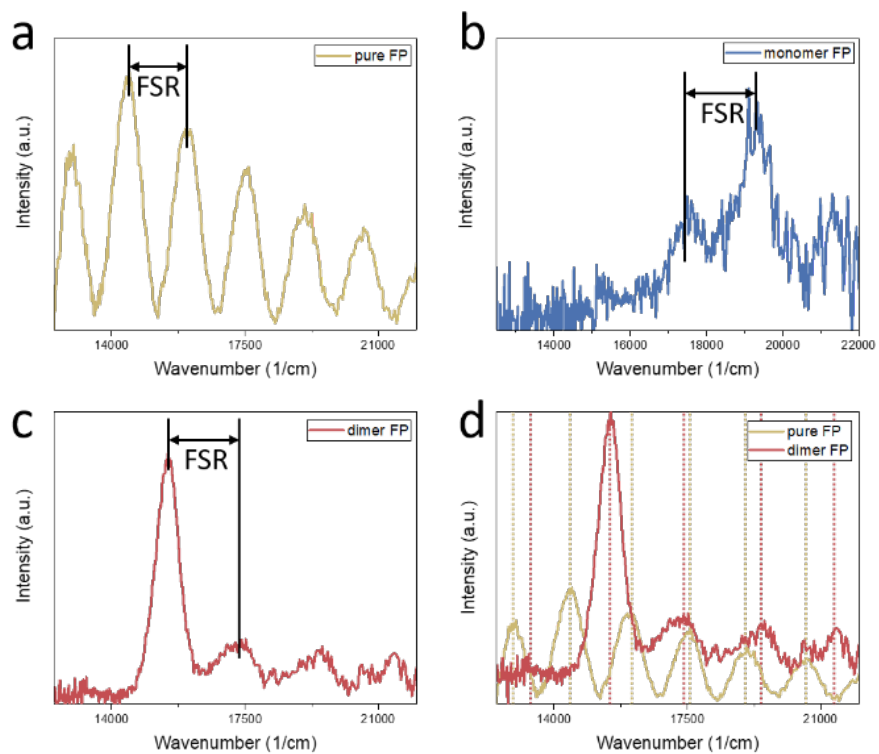 a
pure FP
FSR
Intensity (a.u.)
14000 17500 21000
Wavenumber (1/cm)
b
monomer FP
FSR
Intensity (a.u.)
14000 16000 18000 20000 22000
Wavenumber (1/cm)
c
dimer FP
FSR
Intensity (a.u.)
14000 17500 21000
Wavenumber (1/cm)
d
pure FP
dimer FP
Intensity (a.u.)
14000 17500 21000
Wavenumber (1/cm)